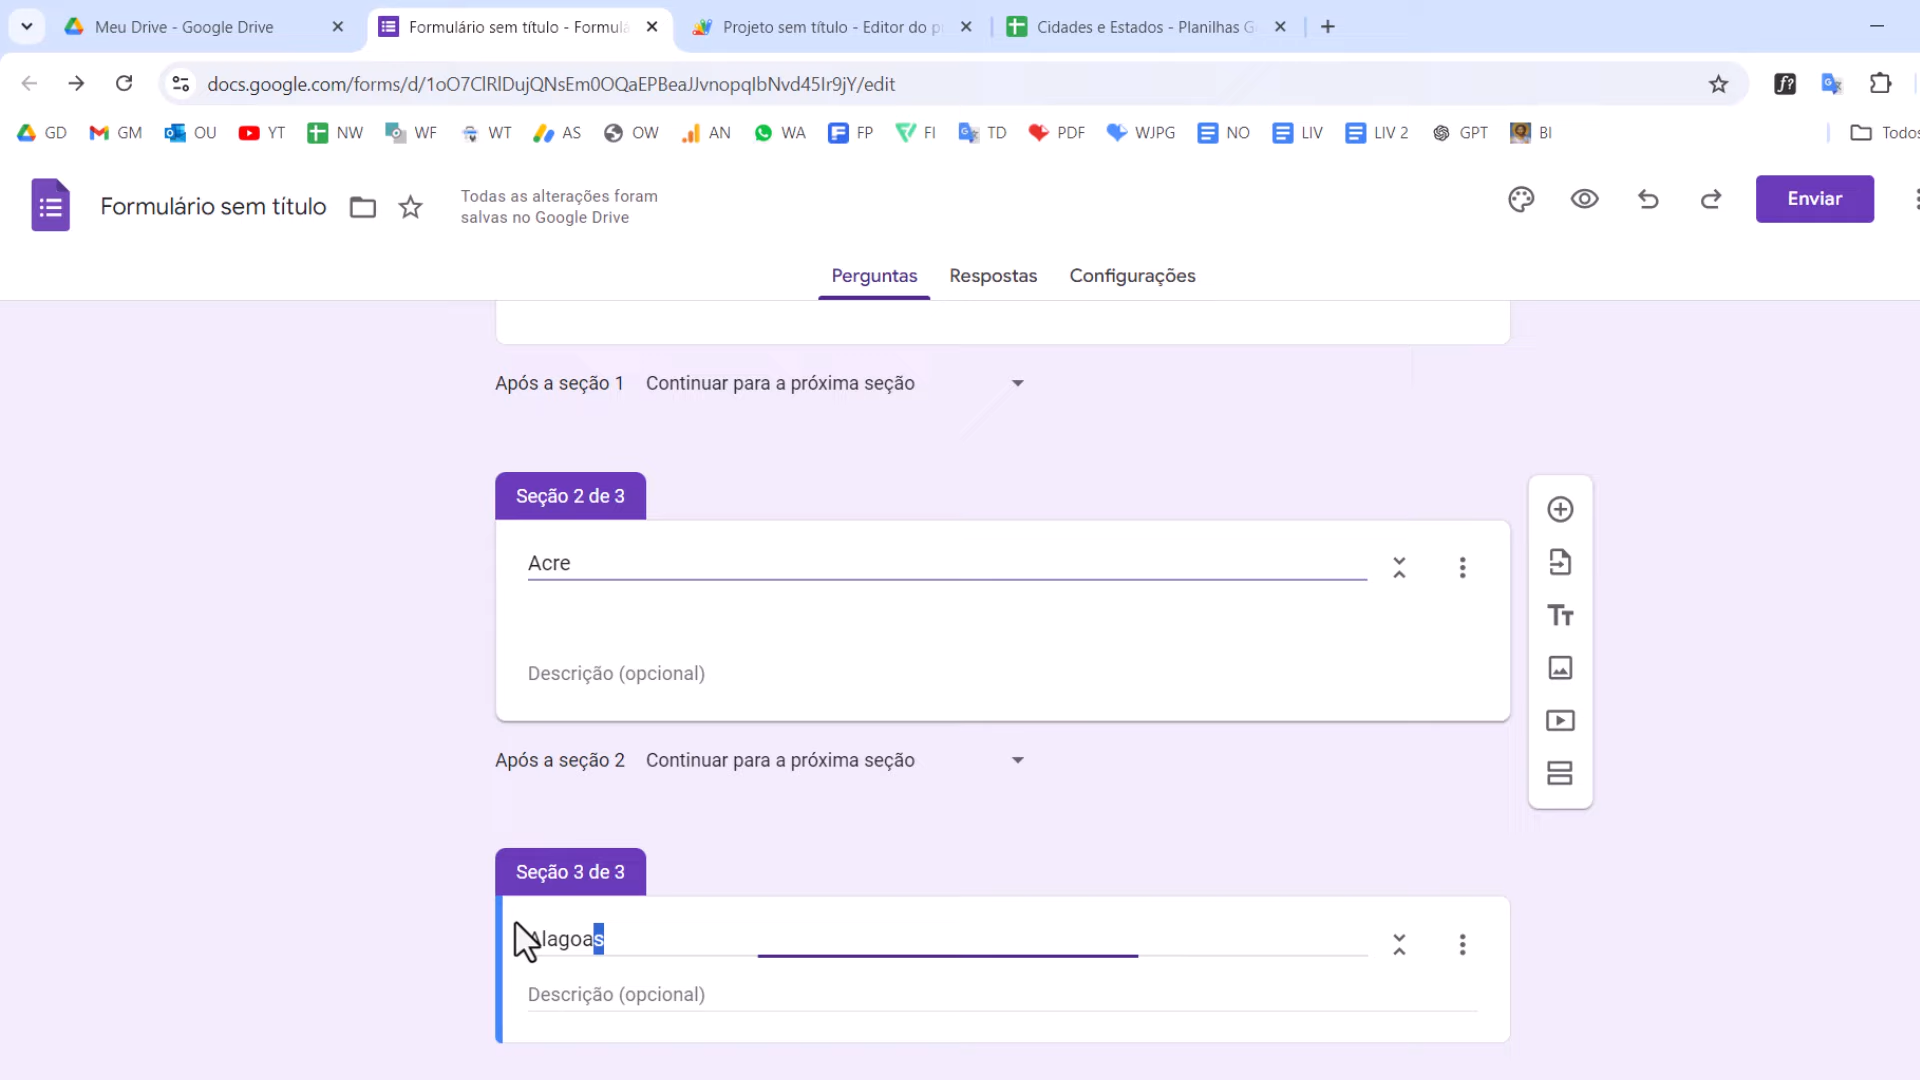 Meu Drive - Google Drive
Formulário sem título - Formulá
Projeto sem título - Editor do p
Cidades e Estados - Planilhas G
docs.google.com/forms/d/1oO7ClRlDujQNsEm0OQaEPBeaJJvnopqlbNvd45Ir9jY/edit
GD
GM
OU
YT
NW
WF
WT
AS
OW
AN
WA
FP
FI
TD
PDF
WJPG
NO
LIV
LIV 2
GPT
BI
Todos
Formulário sem título
Todas as alterações foram
salvas no Google Drive
Enviar
Perguntas
Respostas
Configurações
Após a seção 1 Continuar para a próxima seção
Seção 2 de 3
Acre
Descrição (opcional)
Após a seção 2 Continuar para a próxima seção
Seção 3 de 3
Alagoas
Descrição (opcional)